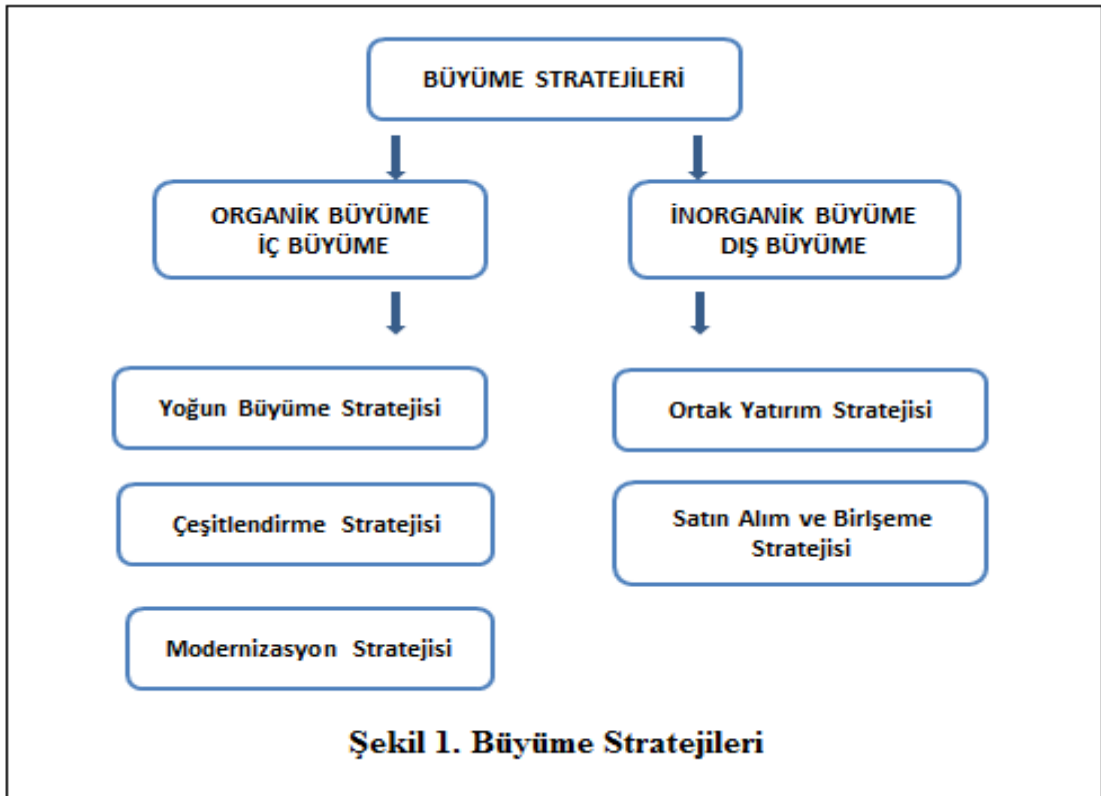 BÜYÜME STRATEJİLERİ
ORGANİK BÜYÜME
İÇ BÜYÜME
İNORGANİK BÜYÜME
DIŞ BÜYÜME
Yoğun Büyüme Stratejisi
Ortak Yatırım Stratejisi
Çeşitlendirme Stratejisi
Satın Alım ve Birlşeme
Stratejisi
Modernizasyon Stratejisi
Şekil 1. Büyüme Stratejileri